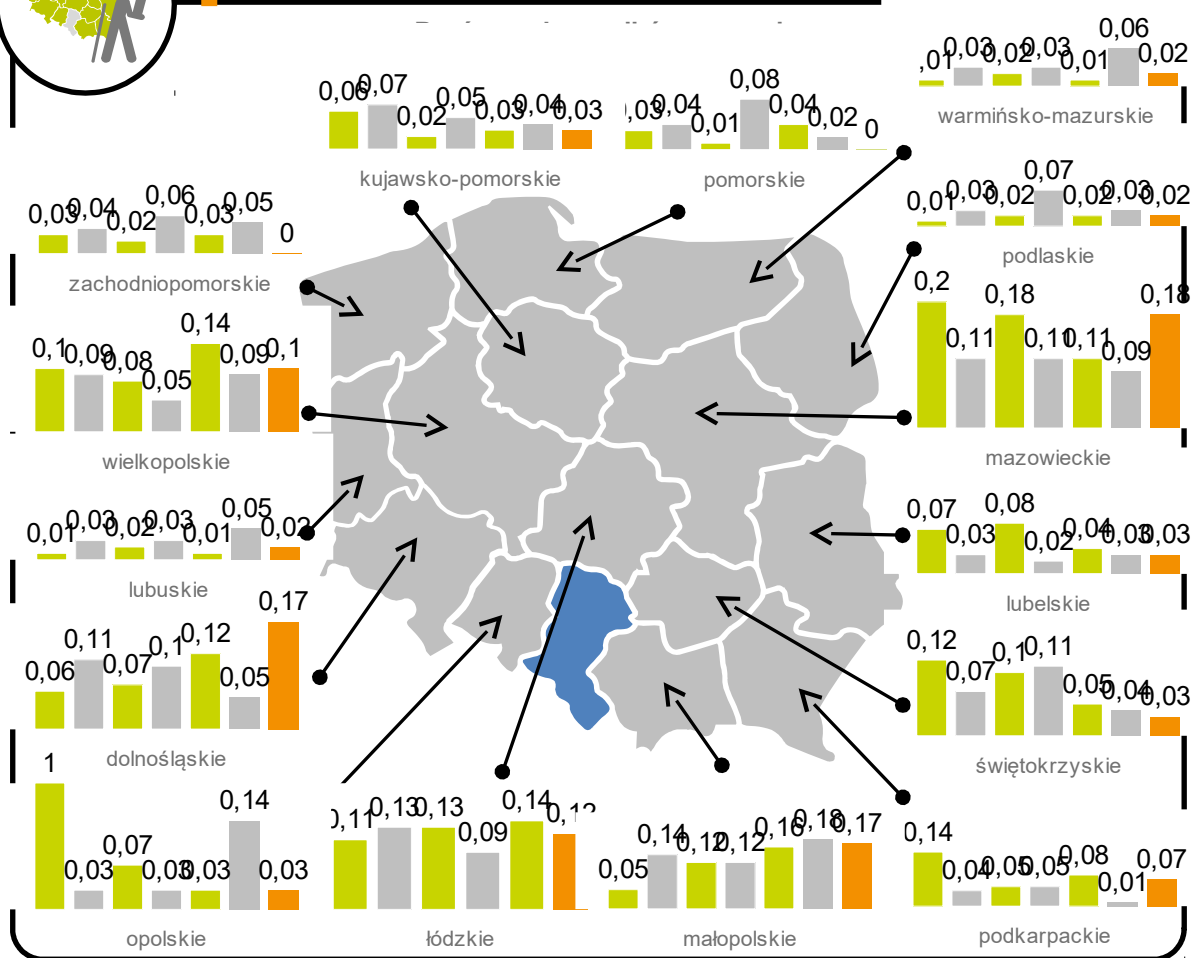 0,06 0,07 0,02 0,05 0,03 0,04 0,03
kujawsko-pomorskie
0,03 0,04 0,01 0,08 0,04 0,02 0
pomorskie
,01 0,03 0,02 0,03 0,01 0,06 0,02
warmińsko-mazurskie
0,03 0,04 0,02 0,06 0,03 0,05 0
zachodniopomorskie
0,01 0,03 0,02 0,07 0,02 0,03 0,02
podlaskie
0,1 0,09 0,08 0,05 0,14 0,09 0,1
wielkopolskie
0,2 0,11 0,18 0,11 0,11 0,09 0,18
mazowieckie
0,01 0,03 0,02 0,03 0,01 0,05 0,02
lubuskie
0,07 0,03 0,08 0,02 0,04 0,03 0,03
lubelskie
0,06 0,11 0,07 0,1 0,12 0,05 0,17
dolnośląskie
0,12 0,07 0,1 0,11 0,05 0,04 0,03
świętokrzyskie
1 0,03 0,07 0,03 0,03 0,14 0,03
opolskie
0,11 0,13 0,13 0,09 0,14
łódzkie
0,05 0,14 0,12 0,12 0,16 0,18 0,17
małopolskie
0,14 0,04 0,05 0,05 0,08 0,01 0,07
podkarpackie